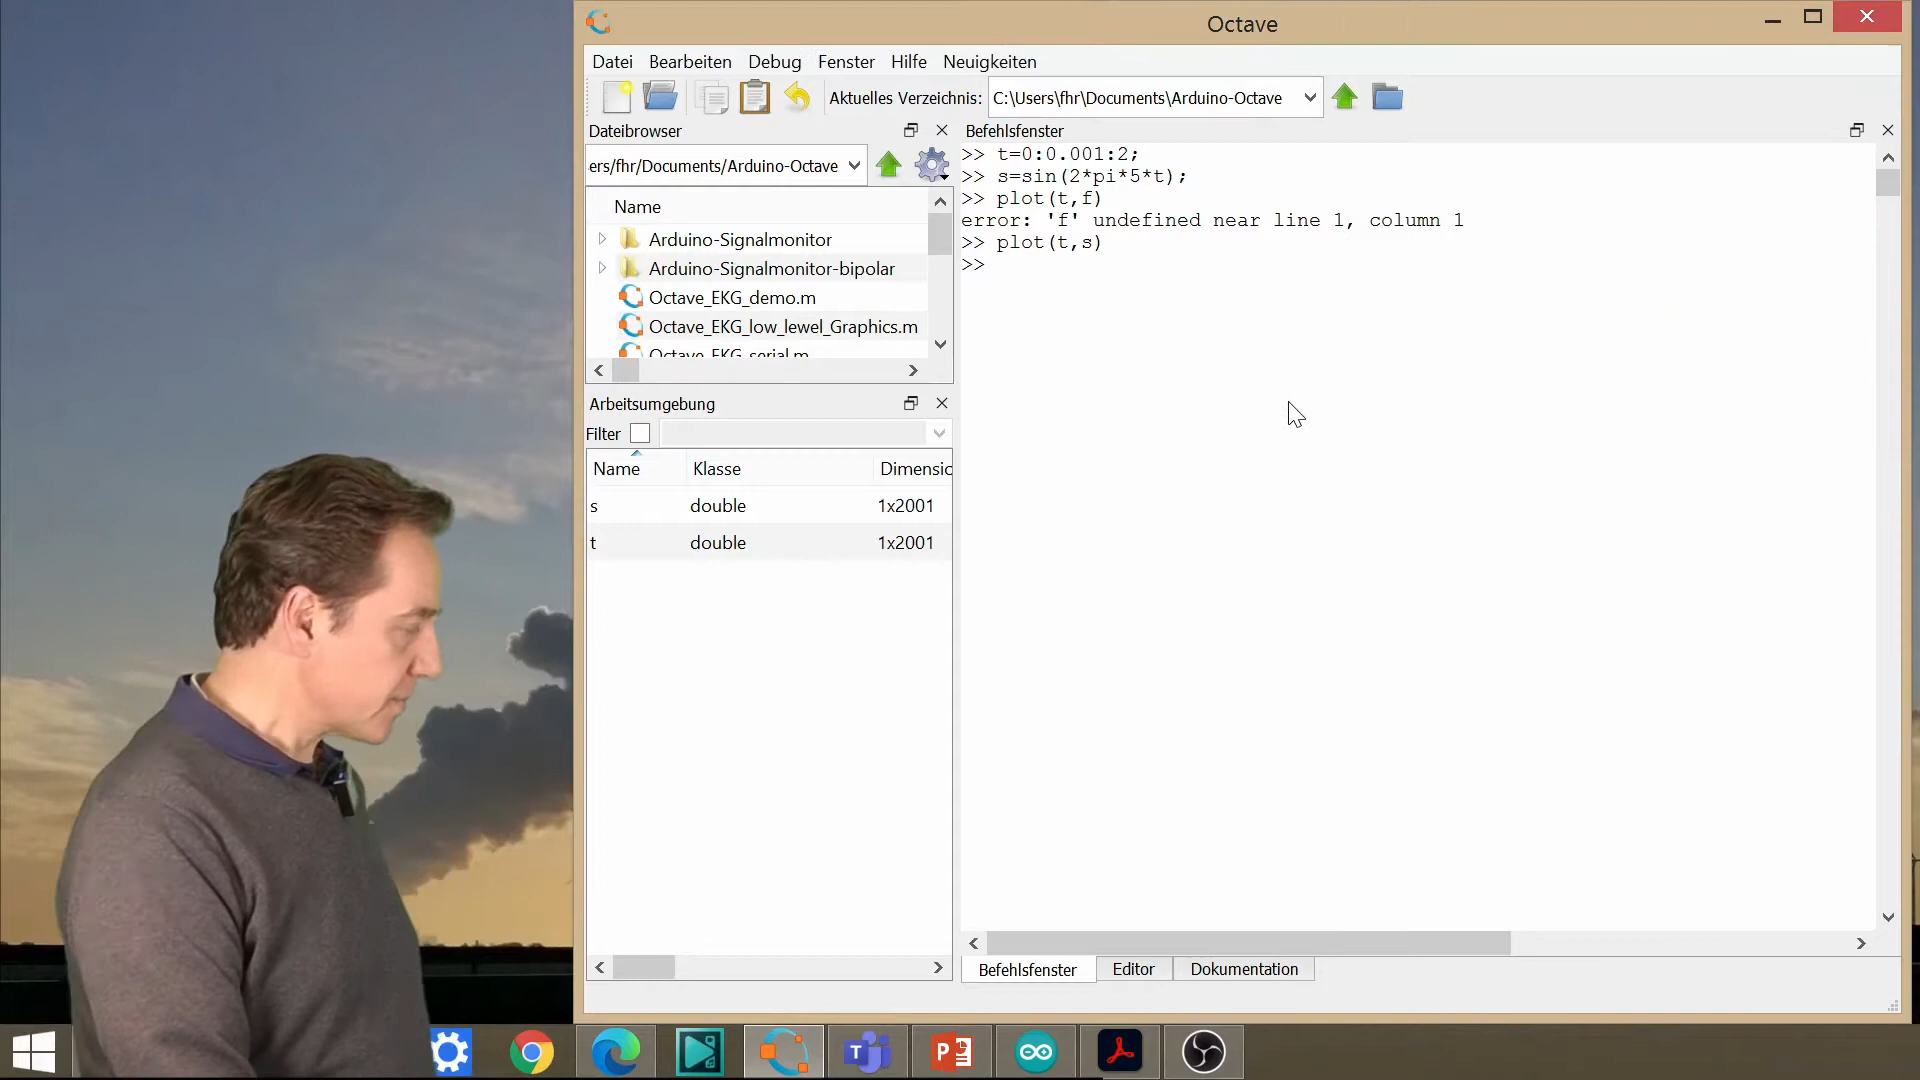 Octave
Datei Bearbeiten Debug Fenster Hilfe Neuigkeiten
Aktuelles Verzeichnis: C:\Users\fhr\Documents\Arduino-Octave
Dateibrowser
ers/fhr/Documents/Arduino-Octave
Name
Arduino-Signalmonitor
Arduino-Signalmonitor-bipolar
Octave_EKG_demo.m
Octave_EKG_low_lewel_Graphics.m
Octave_EKG_serial.m
Arbeitsumgebung
Filter
Name Klasse Dimensic
s double 1x2001
t double 1x2001
Befehlsfenster
>> t=0:0.001:2;
>> s=sin(2*pi*5*t);
>> plot(t,f)
error: 'f' undefined near line 1, column 1
>> plot(t,s)
>>
Befehlsfenster Editor Dokumentation